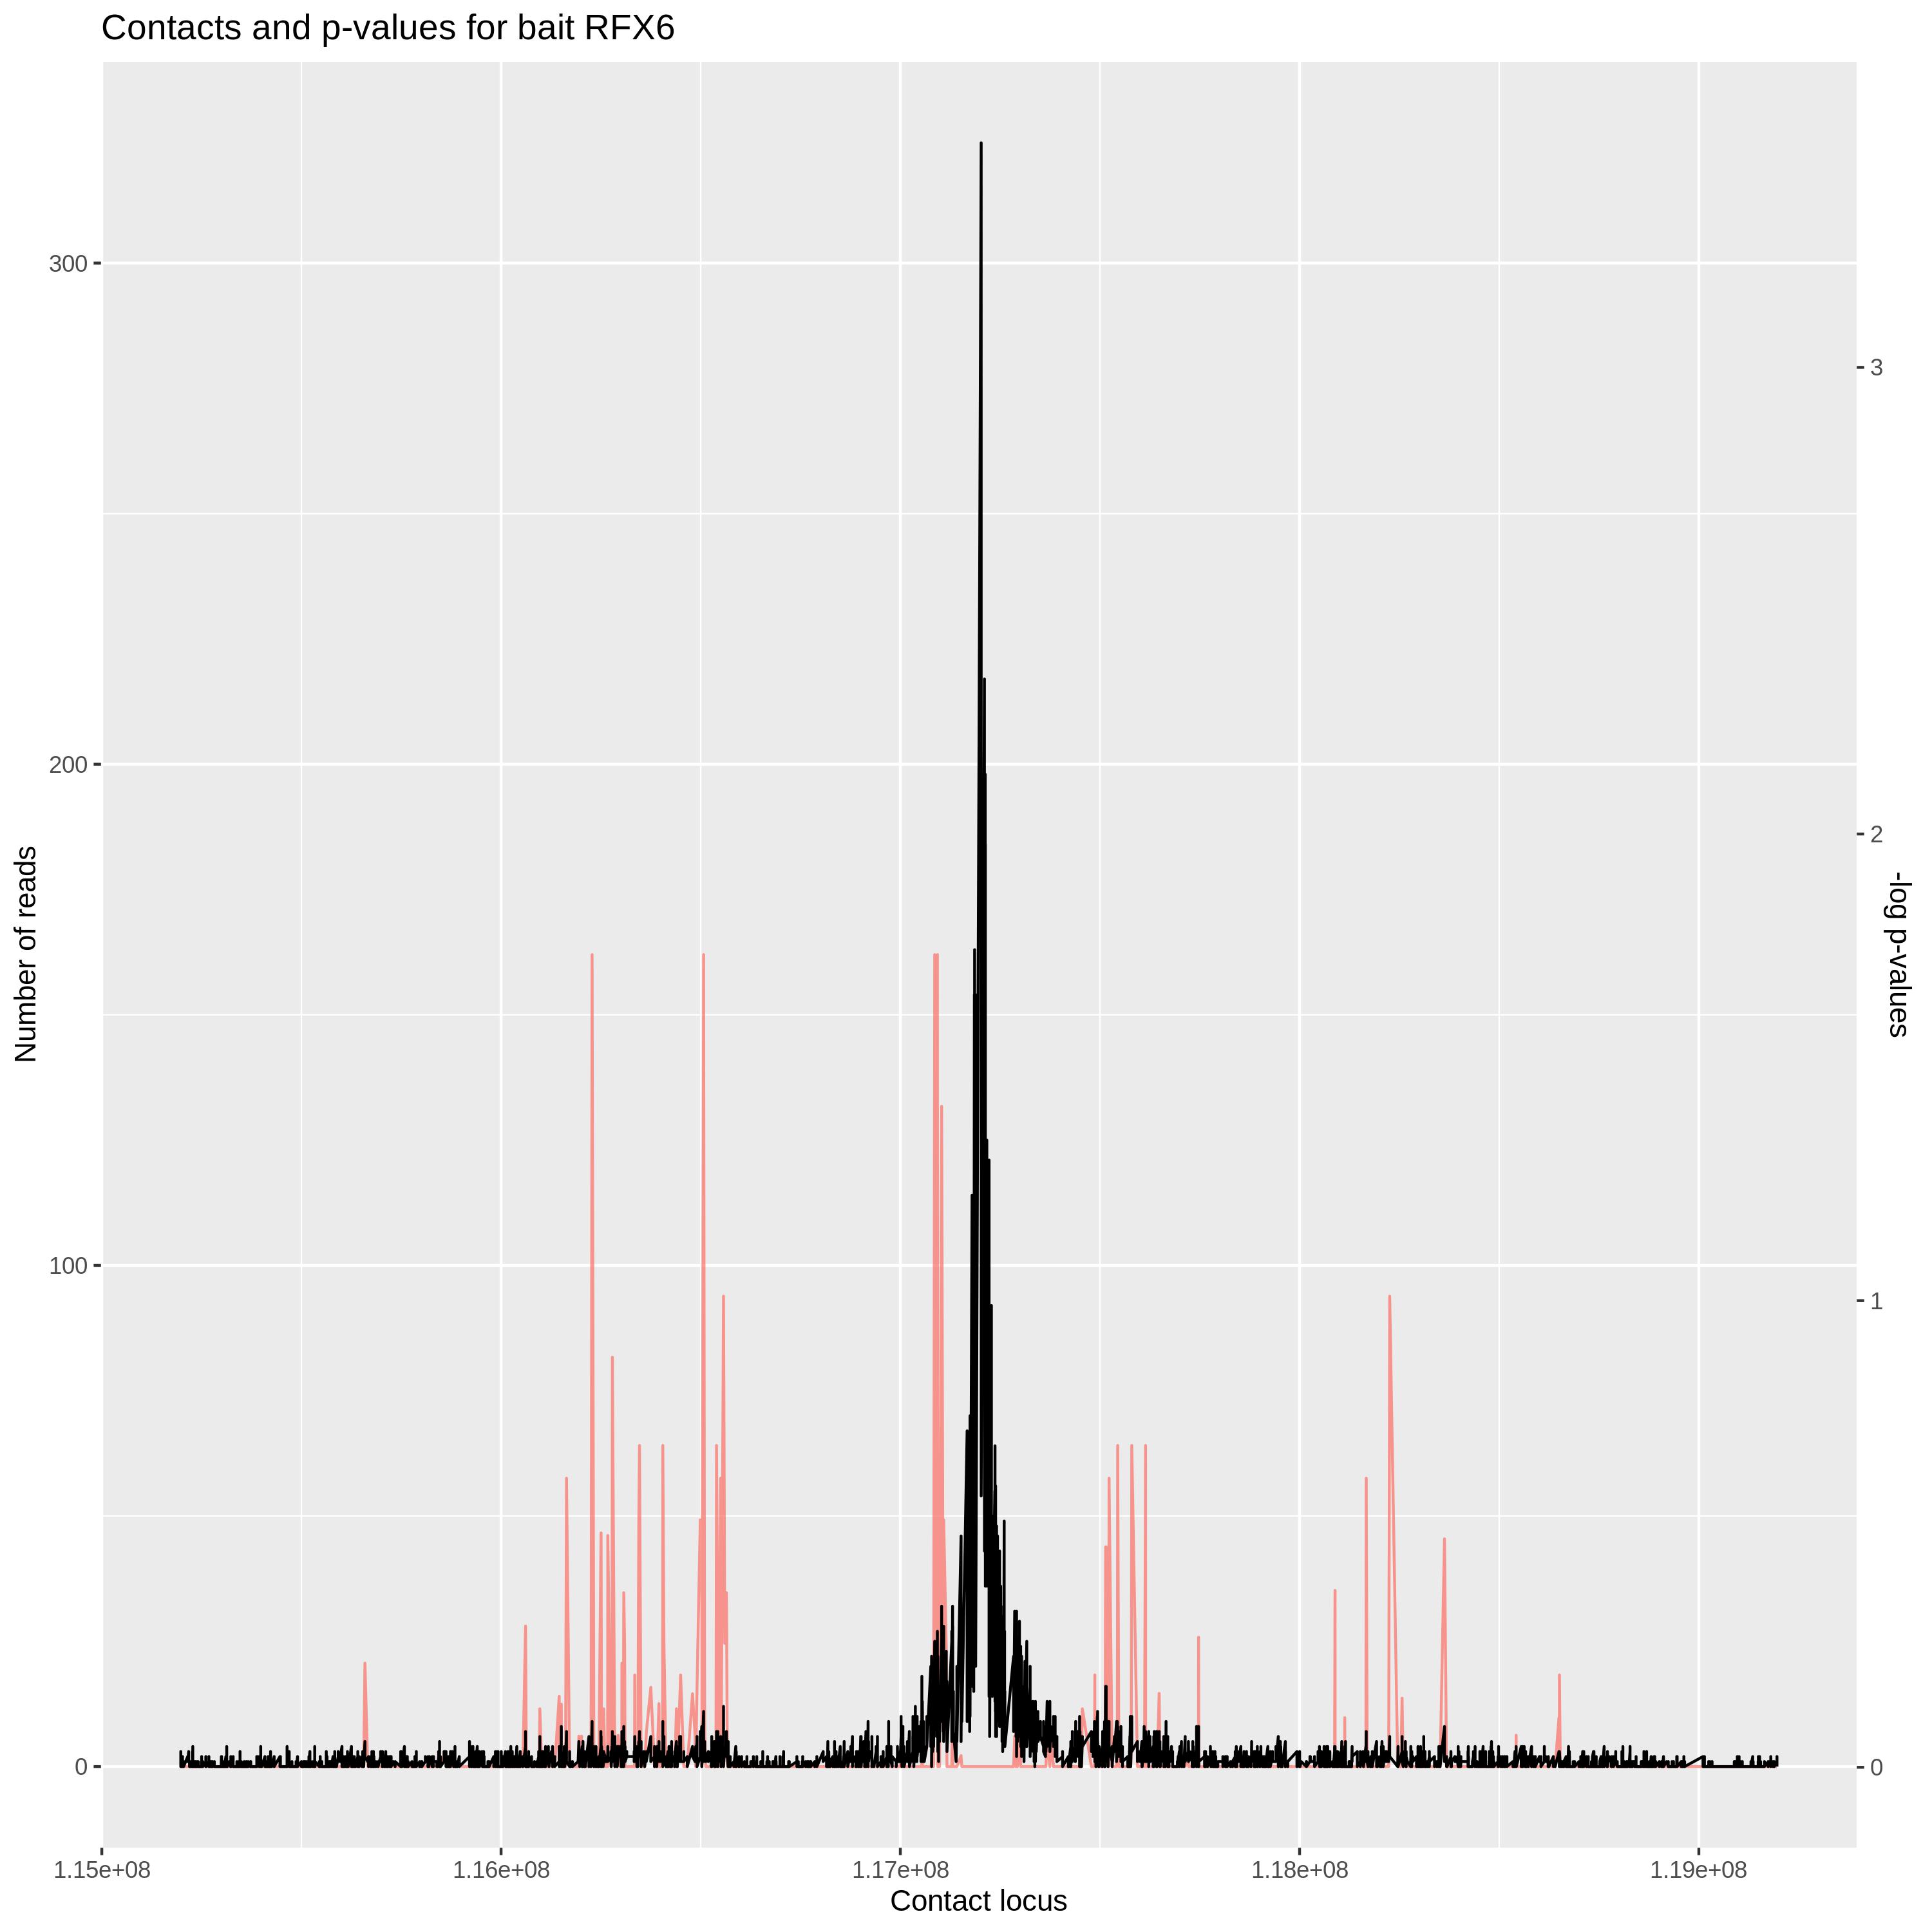 Contacts and p-values for bait RFX6
300
200
100
0
Number of reads
3
2
1
0
-log p-values
1.15e+08
1.16e+08
1.17e+08
1.18e+08
1.19e+08
Contact locus